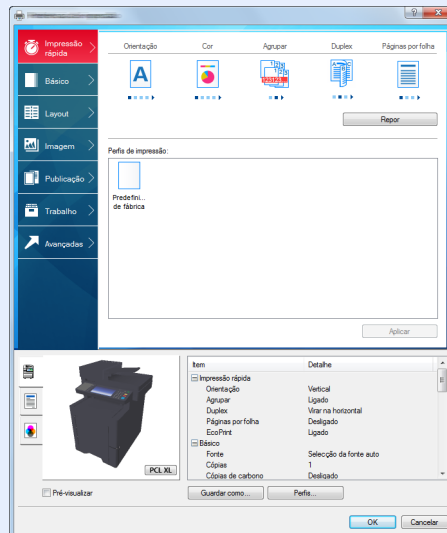 Impressão rápida
Básico
Layout
Imagem
Publicação
Trabalho
Avançadas
Orientação Cor Agrupar Duplex Páginas por folha
A
123123
Repor
Perfis de impressão:
Predefini...
de fábrica
Aplicar
Item Detalhe
Impressão rápida
Orientação Vertical
Agrupar Ligado
Duplex Virar na horizontal
Páginas por folha Desligado
EcoPrint Ligado
Básico
Fonte Selecção da fonte auto
Cópias 1
Cópias de carbono Desligado
PCL XL
Pré-visualizar
Guardar como... Perfis...
OK Cancelar